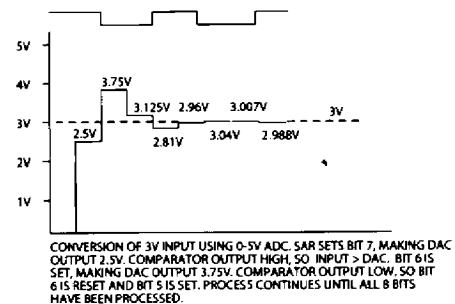 5V
4V
3V
2V
1V
2.5V
3.75V
3.125V
2.81V
2.96V
3.04V
3.007V
2.988V
3V
CONVERSION OF 3V INPUT USING 0-5V ADC. SAR SETS BIT 7, MAKING DAC
OUTPUT 2.5V. COMPARATOR OUTPUT HIGH, SO INPUT > DAC. BIT 6 IS
SET, MAKING DAC OUTPUT 3.75V. COMPARATOR OUTPUT LOW, SO BIT
6 IS RESET AND BIT 5 IS SET. PROCESS CONTINUES UNTIL ALL 8 BITS
HAVE BEEN PROCESSED.